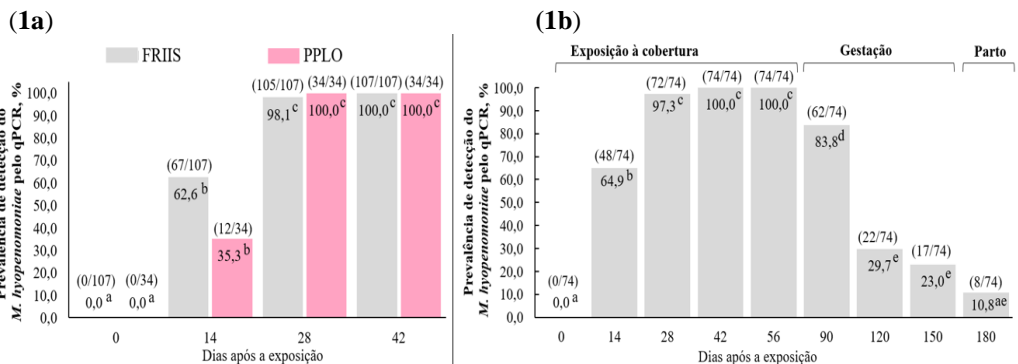 (1a)
FRIIS
PPLO
Prevalência de detecção do
M. hyopenomoniae pelo qPCR, %
100,0
90,0
80,0
70,0
60,0
50,0
40,0
30,0
20,0
10,0
0,0
(0/107)
0,0 a
(0/34)
0,0 a
(67/107)
62,6 b
(12/34)
35,3 b
(105/107)
98,1 c
(34/34)
100,0 c
(107/107)
100,0 c
(34/34)
100,0 c
0 14 28 42
Dias após a exposição
(1b)
Exposição à cobertura
Gestação
Parto
Prevalência de detecção do
M. hyopenomoniae pelo qPCR, %
100,0
90,0
80,0
70,0
60,0
50,0
40,0
30,0
20,0
10,0
0,0
(0/74)
0,0 a
(48/74)
64,9 b
(72/74)
97,3 c
(74/74)
100,0 c
(74/74)
100,0 c
(62/74)
83,8 d
(22/74)
29,7 e
(17/74)
23,0 e
(8/74)
10,8 ae
0 14 28 42 56 90 120 150 180
Dias após a exposição